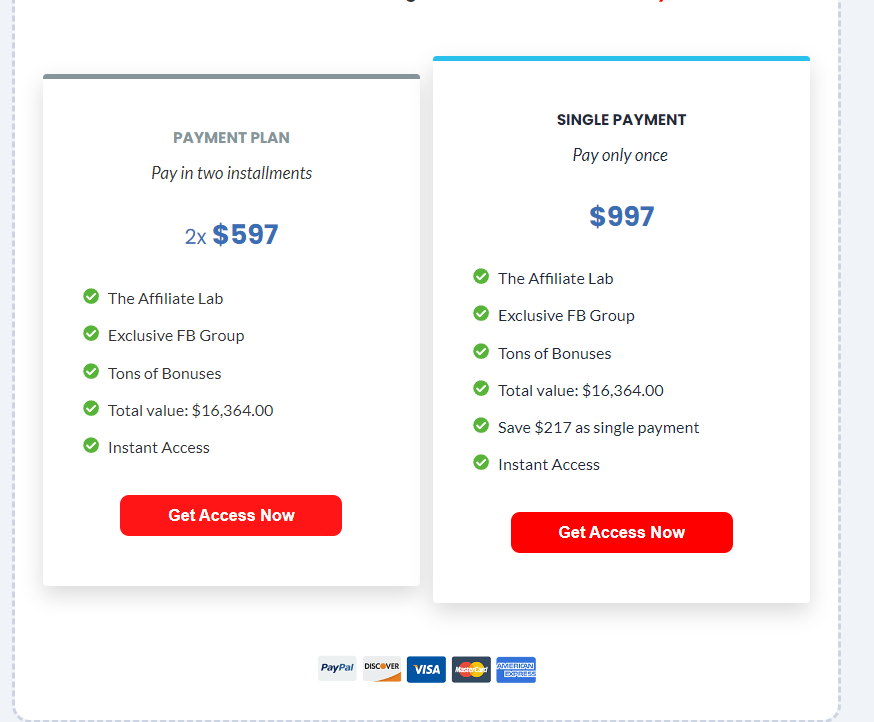 PAYMENT PLAN
Pay in two installments
2x $597
The Affiliate Lab
Exclusive FB Group
Tons of Bonuses
Total value: $16,364.00
Instant Access
Get Access Now
SINGLE PAYMENT
Pay only once
$997
The Affiliate Lab
Exclusive FB Group
Tons of Bonuses
Total value: $16,364.00
Save $217 as single payment
Instant Access
Get Access Now
PayPal
DISCOVER
VISA
MasterCard
AMERICAN
EXPRESS